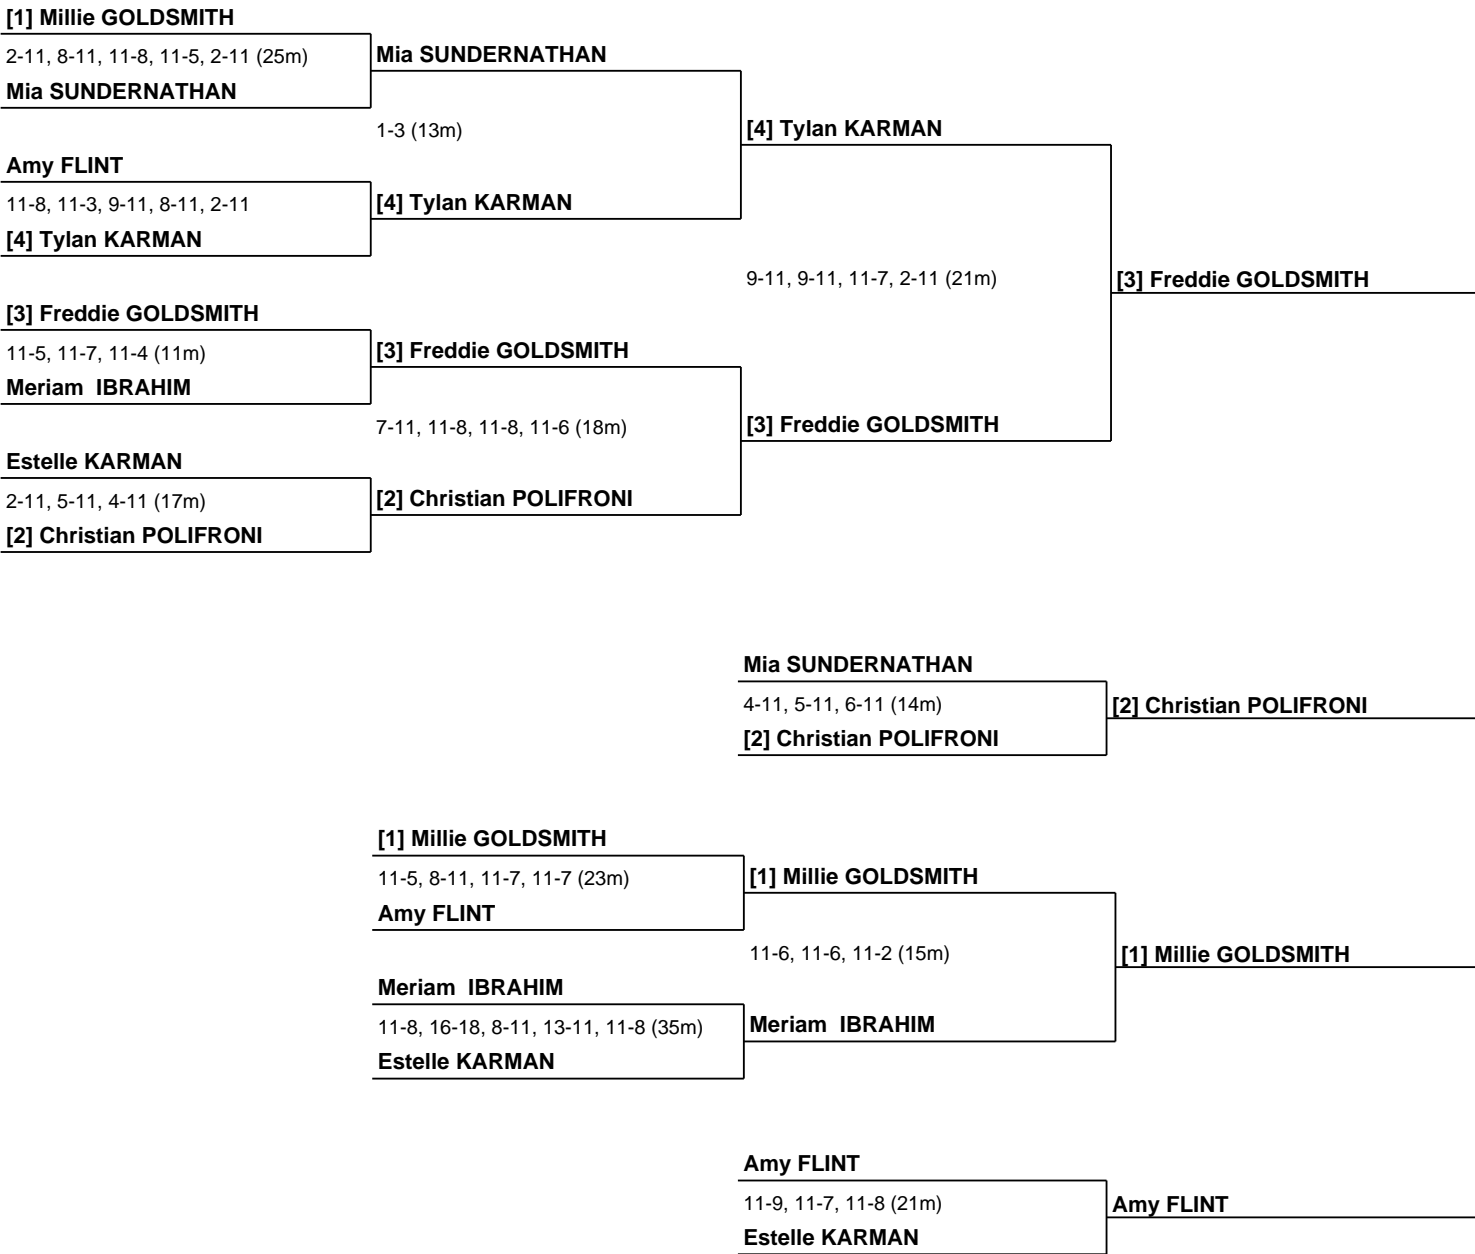 [1] Millie GOLDSMITH
2-11, 8-11, 11-8, 11-5, 2-11 (25m)
Mia SUNDERNATHAN
Mia SUNDERNATHAN
1-3 (13m)
[4] Tylan KARMAN
Amy FLINT
11-8, 11-3, 9-11, 8-11, 2-11
[4] Tylan KARMAN
[4] Tylan KARMAN
9-11, 9-11, 11-7, 2-11 (21m)
[3] Freddie GOLDSMITH
[3] Freddie GOLDSMITH
11-5, 11-7, 11-4 (11m)
[3] Freddie GOLDSMITH
Meriam  IBRAHIM
7-11, 11-8, 11-8, 11-6 (18m)
[3] Freddie GOLDSMITH
Estelle KARMAN
2-11, 5-11, 4-11 (17m)
[2] Christian POLIFRONI
[2] Christian POLIFRONI
Mia SUNDERNATHAN
4-11, 5-11, 6-11 (14m)
[2] Christian POLIFRONI
[2] Christian POLIFRONI
[1] Millie GOLDSMITH
11-5, 8-11, 11-7, 11-7 (23m)
[1] Millie GOLDSMITH
Amy FLINT
11-6, 11-6, 11-2 (15m)
[1] Millie GOLDSMITH
Meriam  IBRAHIM
11-8, 16-18, 8-11, 13-11, 11-8 (35m)
Meriam  IBRAHIM
Estelle KARMAN
Amy FLINT
11-9, 11-7, 11-8 (21m)
Amy FLINT
Estelle KARMAN